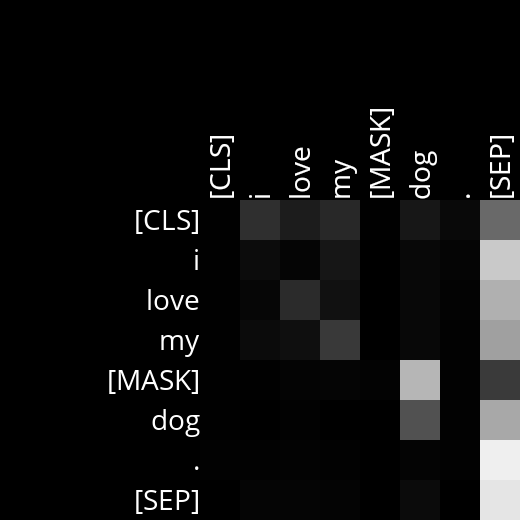 [CLS] i love my [MASK] dog . [SEP]
[CLS]
i
love
my
[MASK]
dog
.
[SEP]